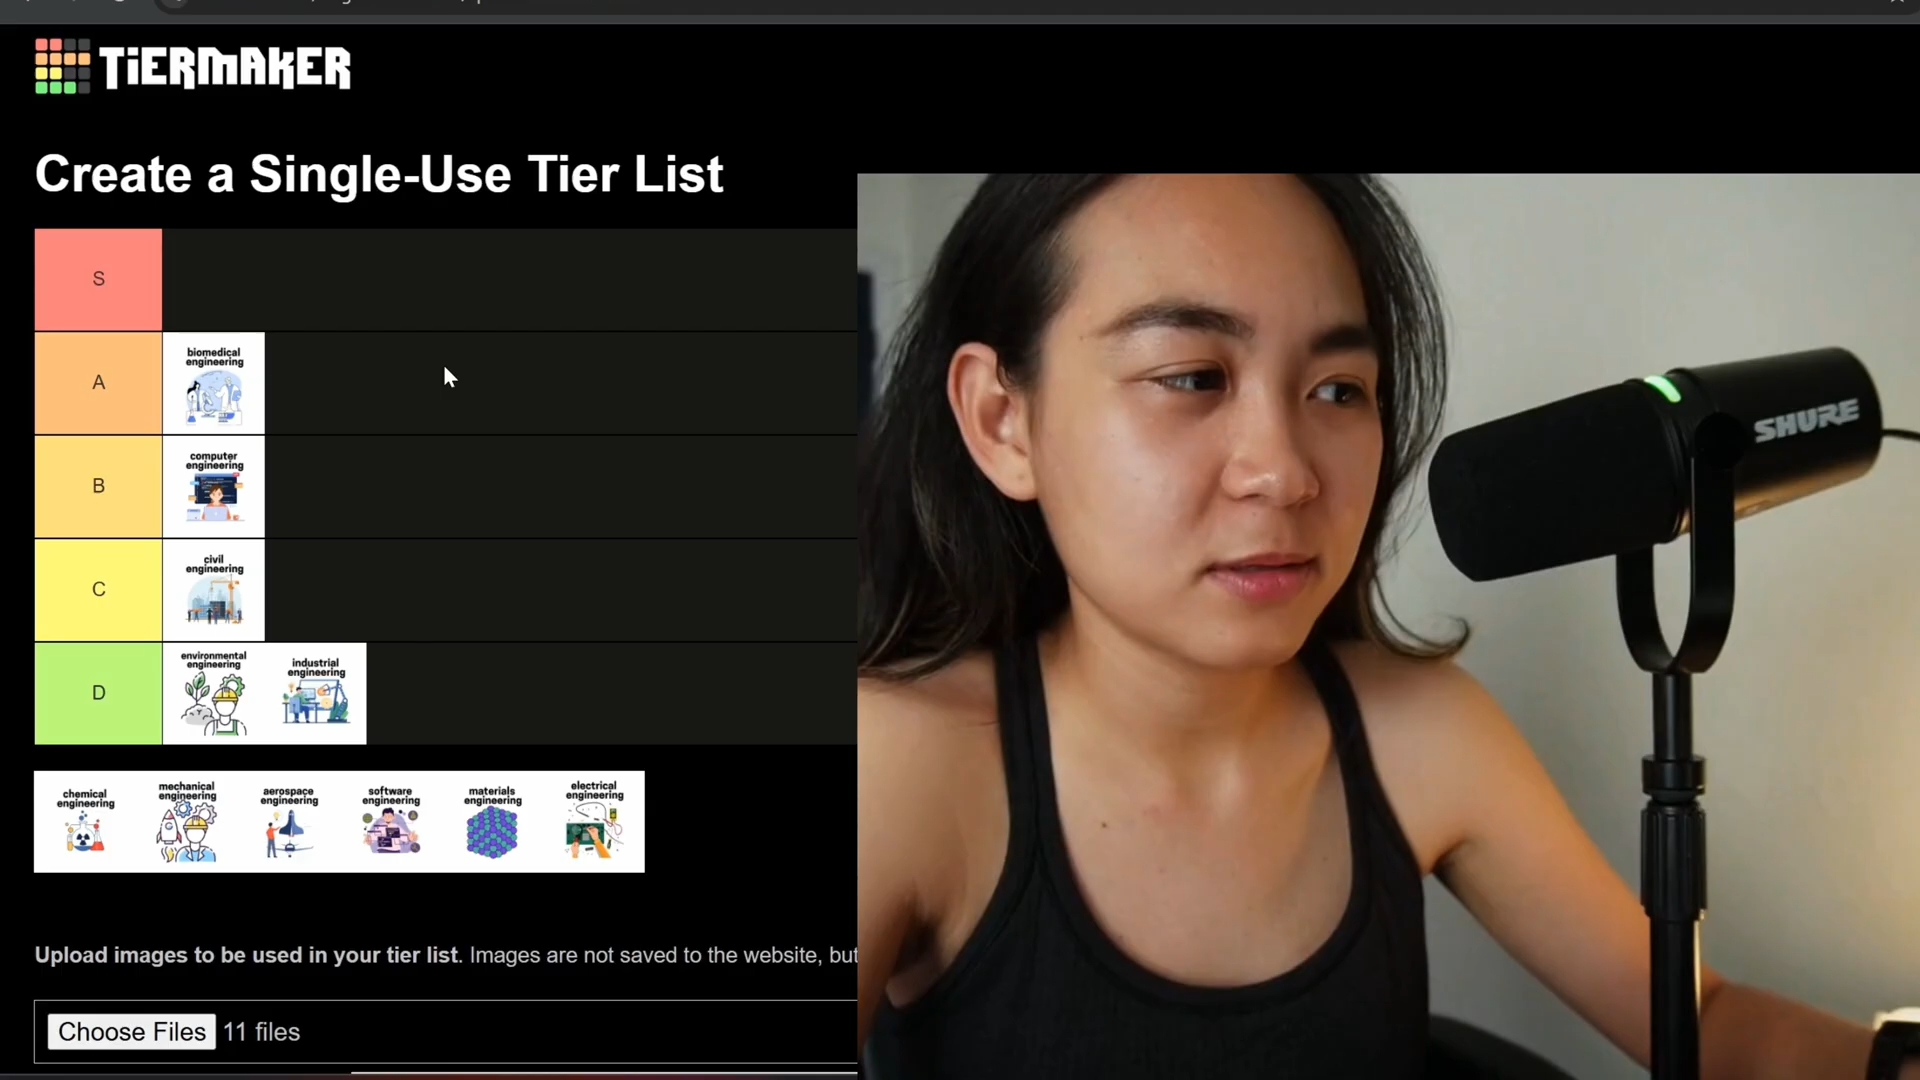 TiERMAKER
Create a Single-Use Tier List
S
A
biomedical
engineering
B
computer
engineering
C
civil
engineering
D
environmental
engineering
industrial
engineering
chemical
engineering
mechanical
engineering
aerospace
engineering
software
engineering
materials
engineering
electrical
engineering
Upload images to be used in your tier list. Images are not saved to the website, but
Choose Files 11 files
SHURE